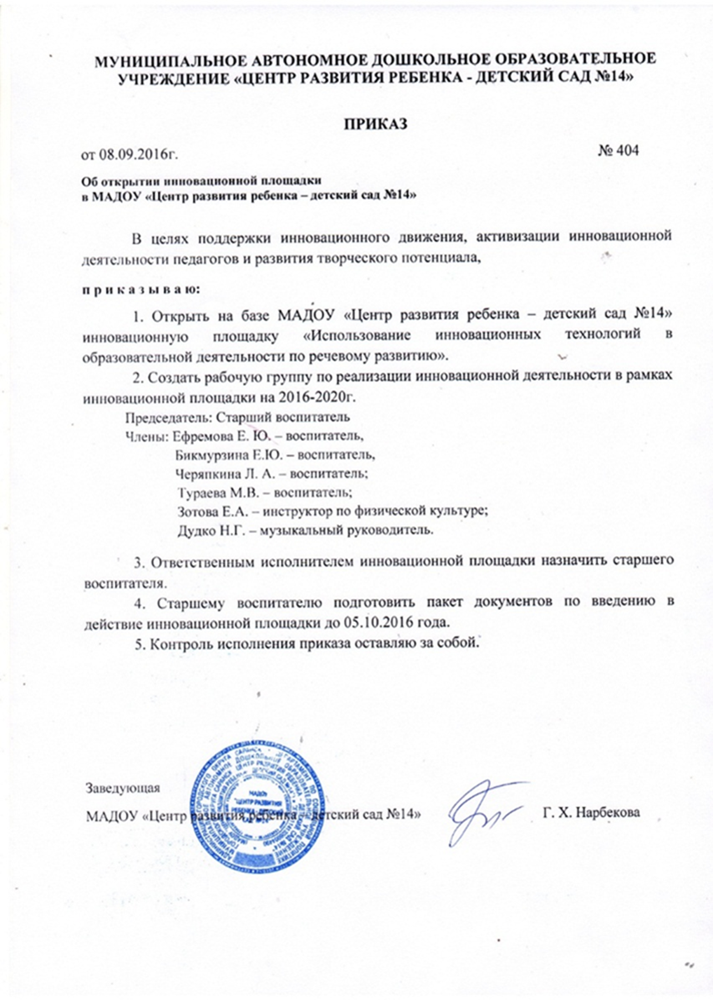 МУНИЦИПАЛЬНОЕ АВТОНОМНОЕ ДОШКОЛЬНОЕ ОБРАЗОВАТЕЛЬНОЕ
УЧРЕЖДЕНИЕ «ЦЕНТР РАЗВИТИЯ РЕБЕНКА - ДЕТСКИЙ САД №14»
ПРИКАЗ
от 08.09.2016г. № 404
Об открытии инновационной площадки
в МАДОУ «Центр развития ребенка – детский сад №14»
В целях поддержки инновационного движения, активизации инновационной
деятельности педагогов и развития творческого потенциала,
п р и к а з ы в а ю:
1. Открыть на базе МАДОУ «Центр развития ребенка – детский сад №14»
инновационную площадку «Использование инновационных технологий в
образовательной деятельности по речевому развитию».
2. Создать рабочую группу по реализации инновационной деятельности в рамках
инновационной площадки на 2016-2020г.
Председатель: Старший воспитатель
Члены: Ефремова Е. Ю. – воспитатель,
Бикмурзина Е.Ю. – воспитатель,
Черяпкина Л. А. – воспитатель;
Тураева М.В. – воспитатель;
Зотова Е.А. – инструктор по физической культуре;
Дудко Н.Г. – музыкальный руководитель.
3. Ответственным исполнителем инновационной площадки назначить старшего
воспитателя.
4. Старшему воспитателю подготовить пакет документов по введению в
действие инновационной площадки до 05.10.2016 года.
5. Контроль исполнения приказа оставляю за собой.
Заведующая
МАДОУ «Центр развития ребенка – детский сад №14» Г. Х. Нарбекова
МАДОУ
"ЦЕНТР РАЗВИТИЯ
РЕБЕНКА - ДЕТСКИЙ
САД №14"